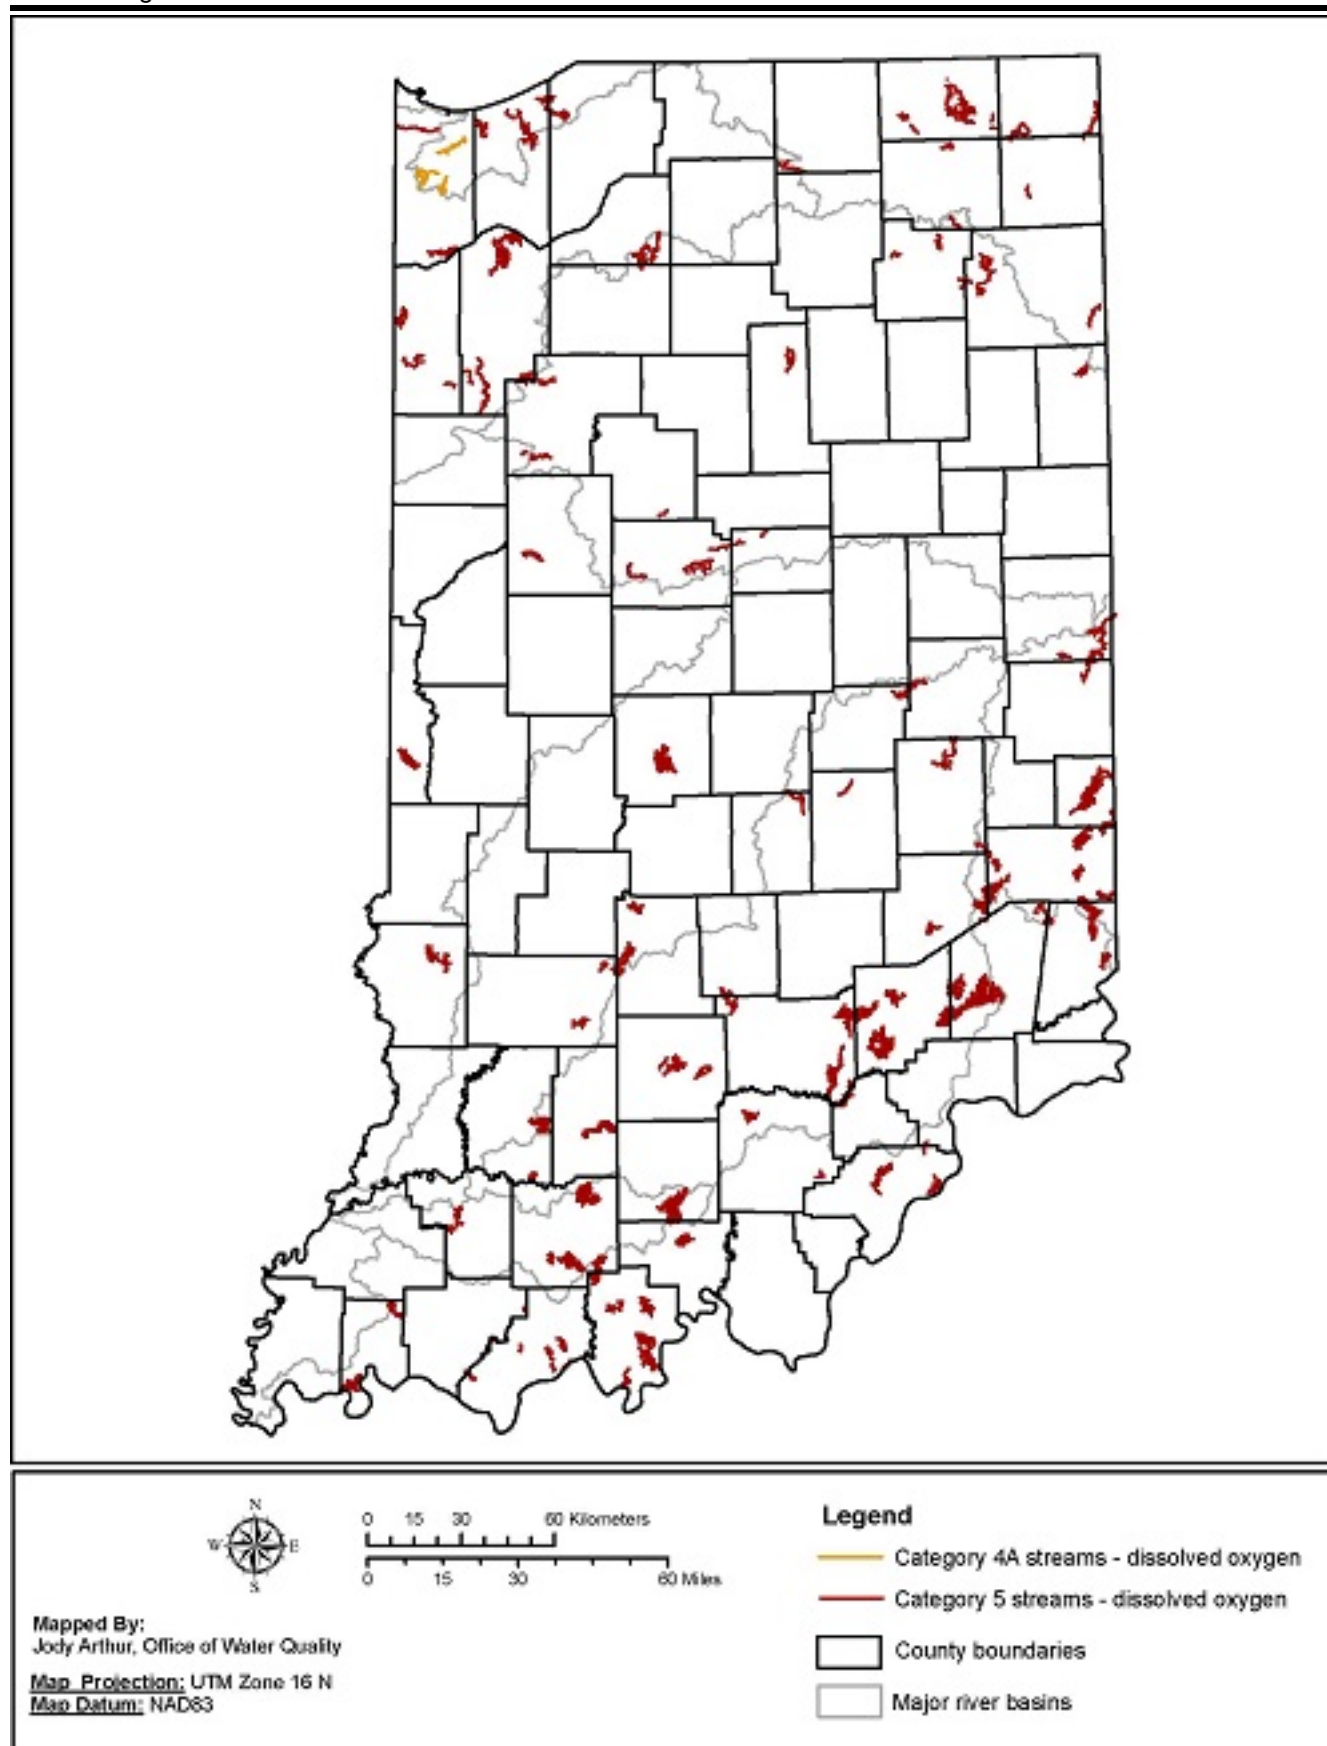 N
W E
S
0 15 30 60 Kilometers
0 15 30 60 Miles
Mapped By:
Jody Arthur, Office of Water Quality
Map Projection: UTM Zone 16 N
Map Datum: NAD83
Legend
Category 4A streams - dissolved oxygen
Category 5 streams - dissolved oxygen
County boundaries
Major river basins